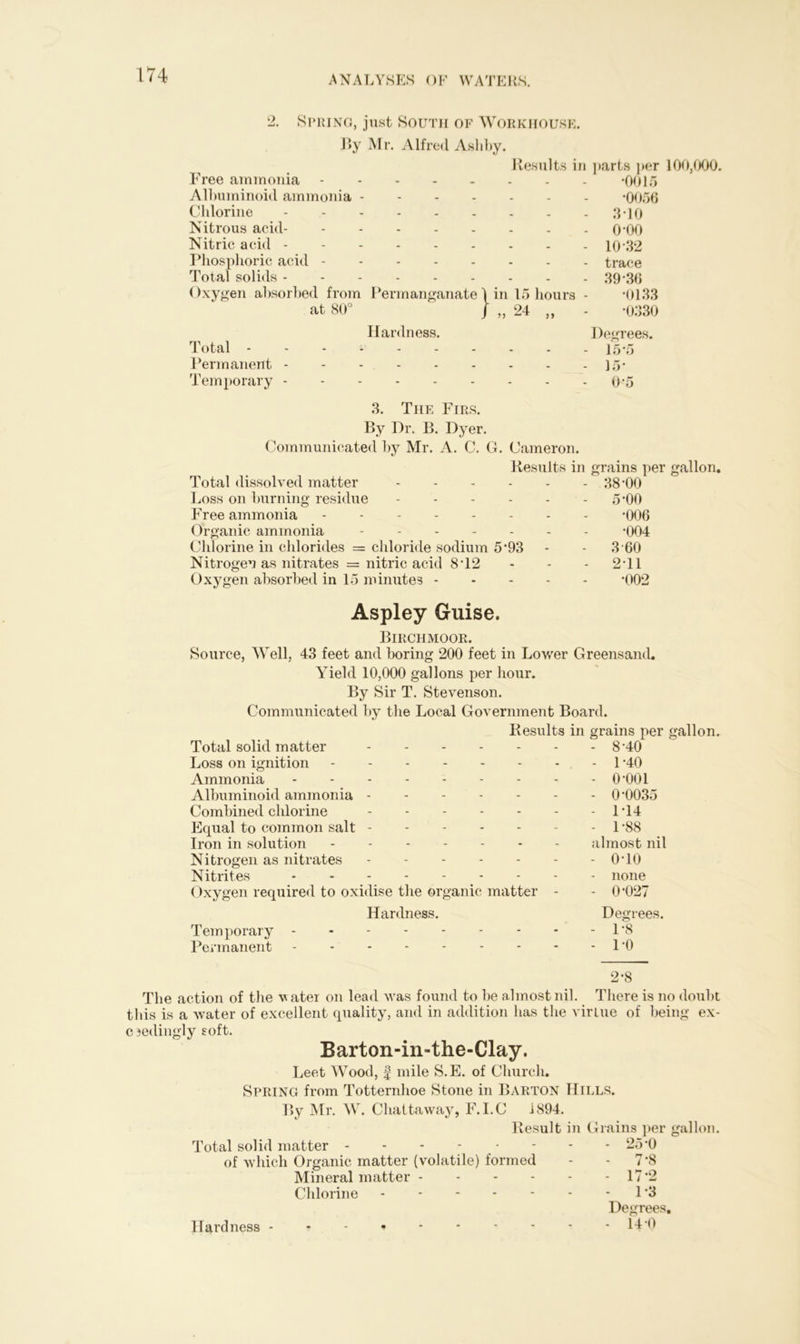 174
ANALYSES OF WATERS.
2. SPRING, just SOUTH OF WORKHOUSE.
By Mr. Alfred Ashby.
Results in parts per 100,000.
Free ammonia - - - - - - - - ·0015
Albuminoid ammonia - - - - - - - ·0056
Chlorine - - - - - - - - - 3·10
Nitrous acid- - - - - - - - - 0·00
Nitric acid - - - - - - - - - 10·32
Phosphoric acid - - - - - - - - trace
Total solids - - - - - - - - - 39·36
Oxygen absorbed from Permanganate } in 15 hours - ·0133
at 80° } „ 24 „ - ·0330
Hardness. Degrees.
Total - - - - - - - - - - 15·5
Permanent - - - - - - - - - 15·
Temporary - - - - - - - - - 0·5
3. THE FIRS.
By Dr. B. Dyer.
Communicated by Mr. A. C. G. Cameron.
Results in grains per gallon.
Total dissolved matter - - - - - - 38·00
Loss on burning residue - - - - - - 5·00
Free ammonia - - - - - - - - ·006
Organic ammonia - - - - - - - ·004
Chlorine in chlorides = chloride sodium 5·93 - - 3·60
Nitrogen as nitrates = nitric acid 8·12 - - - 2·11
Oxygen absorbed in 15 minutes - - - - - ·002
Aspley Guise.
BIRCHMOOR.
Source, Well, 43 feet and boring 200 feet in Lower Greensand.
Yield 10,000 gallons per hour.
By Sir T. Stevenson.
Communicated by the Local Government Board.
Results in grains per gallon.
Total solid matter - - - - - - - 8·40
Loss on ignition - - - - - - - - 1·40
Ammonia - - - - - - - - - 0·001
Albuminoid ammonia - - - - - - - 0·0035
Combined chlorine - - - - - - - 1·14
Equal to common salt - - - - - - - 1·88
Iron in solution - - - - - - - almost nil
Nitrogen as nitrates - - - - - - - 0·10
Nitrites - - - - - - - - - none
Oxygen required to oxidise the organic matter - - 0·027
Hardness. Degrees.
Temporary - - - - - - - - - 1·8
Permanent - - - - - - - - - 1·0
2·8
The action of the water on lead was found to be almost nil. There is no doubt
this is a water of excellent quality, and in addition has the virtue of being ex-
ceedingly soft.
Barton-in-the-Clay.
Leet Wood, ¾ mile S.E. of Church.
SPRING from Totternhoe Stone in BARTON HILLS.
By Mr. W. Chattaway, F.I.C 1894.
Result in Grains per gallon.
Total solid matter - - - - - - - - 25·0
of which Organic matter (volatile) formed - - 7·8
Mineral matter - - - - - - 17·2
Chlorine - - - - - - - 1·3
Degrees.
Hardness - - - - - - - - - - 14·0